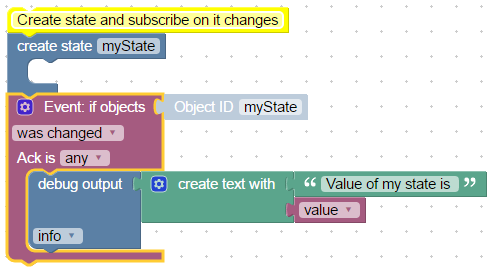 Create state and subscribe on it changes
create state myState
Event: if objects Object ID myState
was changed
Ack is any
debug output create text with “ Value of my state is ”
value
info